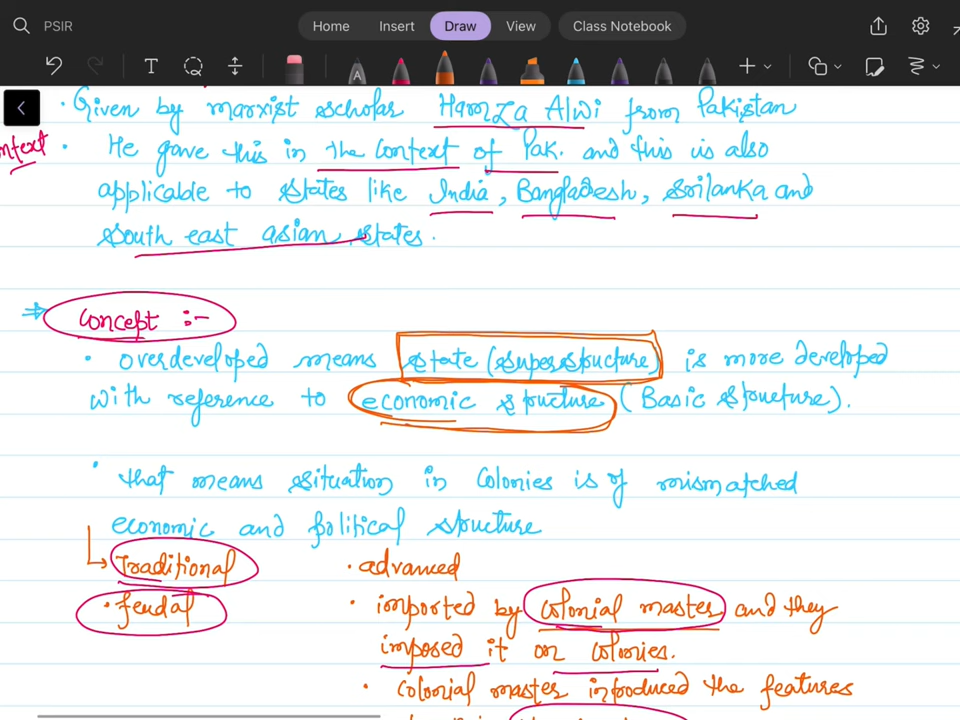 PSIR
Home Insert Draw View Class Notebook
T A
• Given by marxist scholar Hamza Alwi from Pakistan
ntext • He gave this in the context of Pak. and this is also
applicable to states like India, Bangladesh, Srilanka and
South east asian states.
Concept :-
• overdeveloped means state (superstructure) is more developed
with reference to economic structure (Basic structure).
• that means situation in colonies is of mismatched
economic and political structure
Traditional • advanced
• feudal • imported by colonial master and they
imposed it on colonies.
• colonial master introduced the features